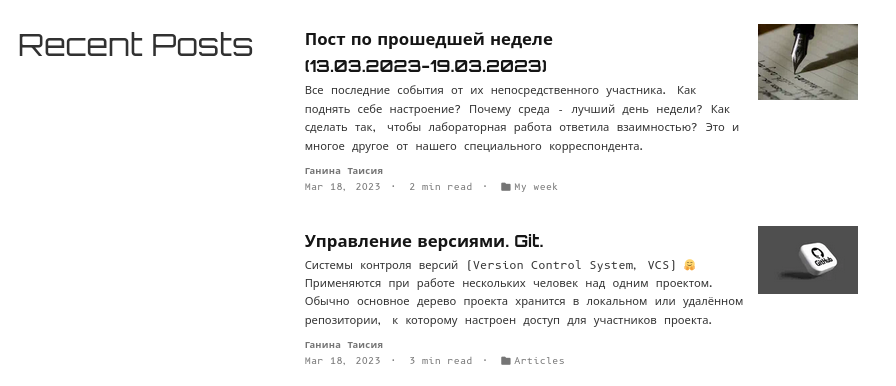 Recent Posts
Пост по прошедшей неделе
(13.03.2023-19.03.2023)
Все последние события от их непосредственного участника. Как
поднять себе настроение? Почему среда - лучший день недели? Как
сделать так, чтобы лабораторная работа ответила взаимностью? Это и
многое другое от нашего специального корреспондента.
Ганина Таисия
Mar 18, 2023 · 2 min read · My week
Управление версиями. Git.
Системы контроля версий (Version Control System, VCS) 🤗
Применяются при работе нескольких человек над одним проектом.
Обычно основное дерево проекта хранится в локальном или удалённом
репозитории, к которому настроен доступ для участников проекта.
GitHub
Ганина Таисия
Mar 18, 2023 · 3 min read · Articles